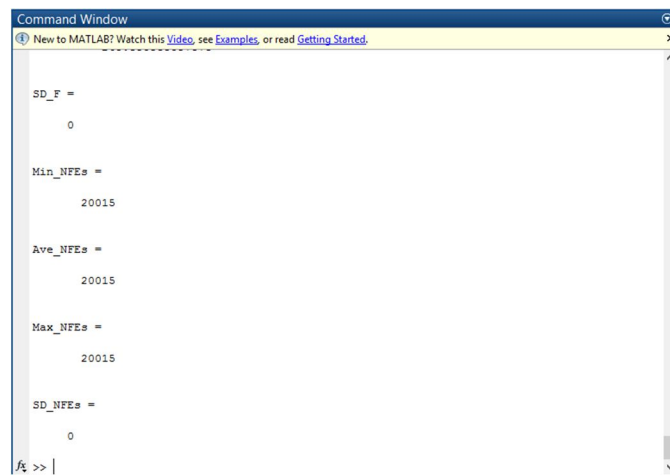 Command Window
New to MATLAB? Watch this Video, see Examples, or read Getting Started.
SD_F =
0
Min_NFEs =
20015
Ave_NFEs =
20015
Max_NFEs =
20015
SD_NFEs =
0
fx >>